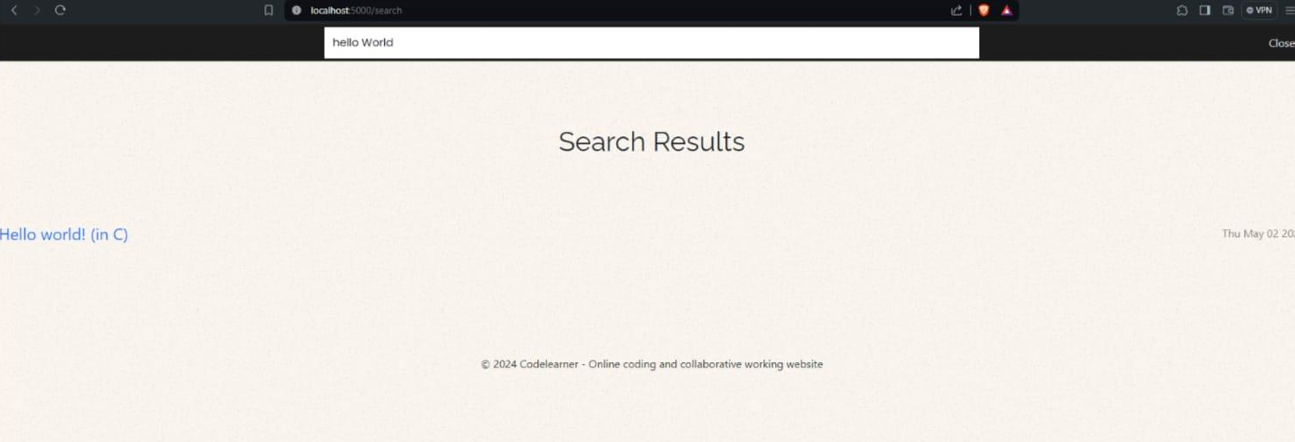 localhost:5000/search
VPN
hello World
Close
Search Results
Hello world! (in C)
Thu May 02 20
© 2024 Codelearner - Online coding and collaborative working website